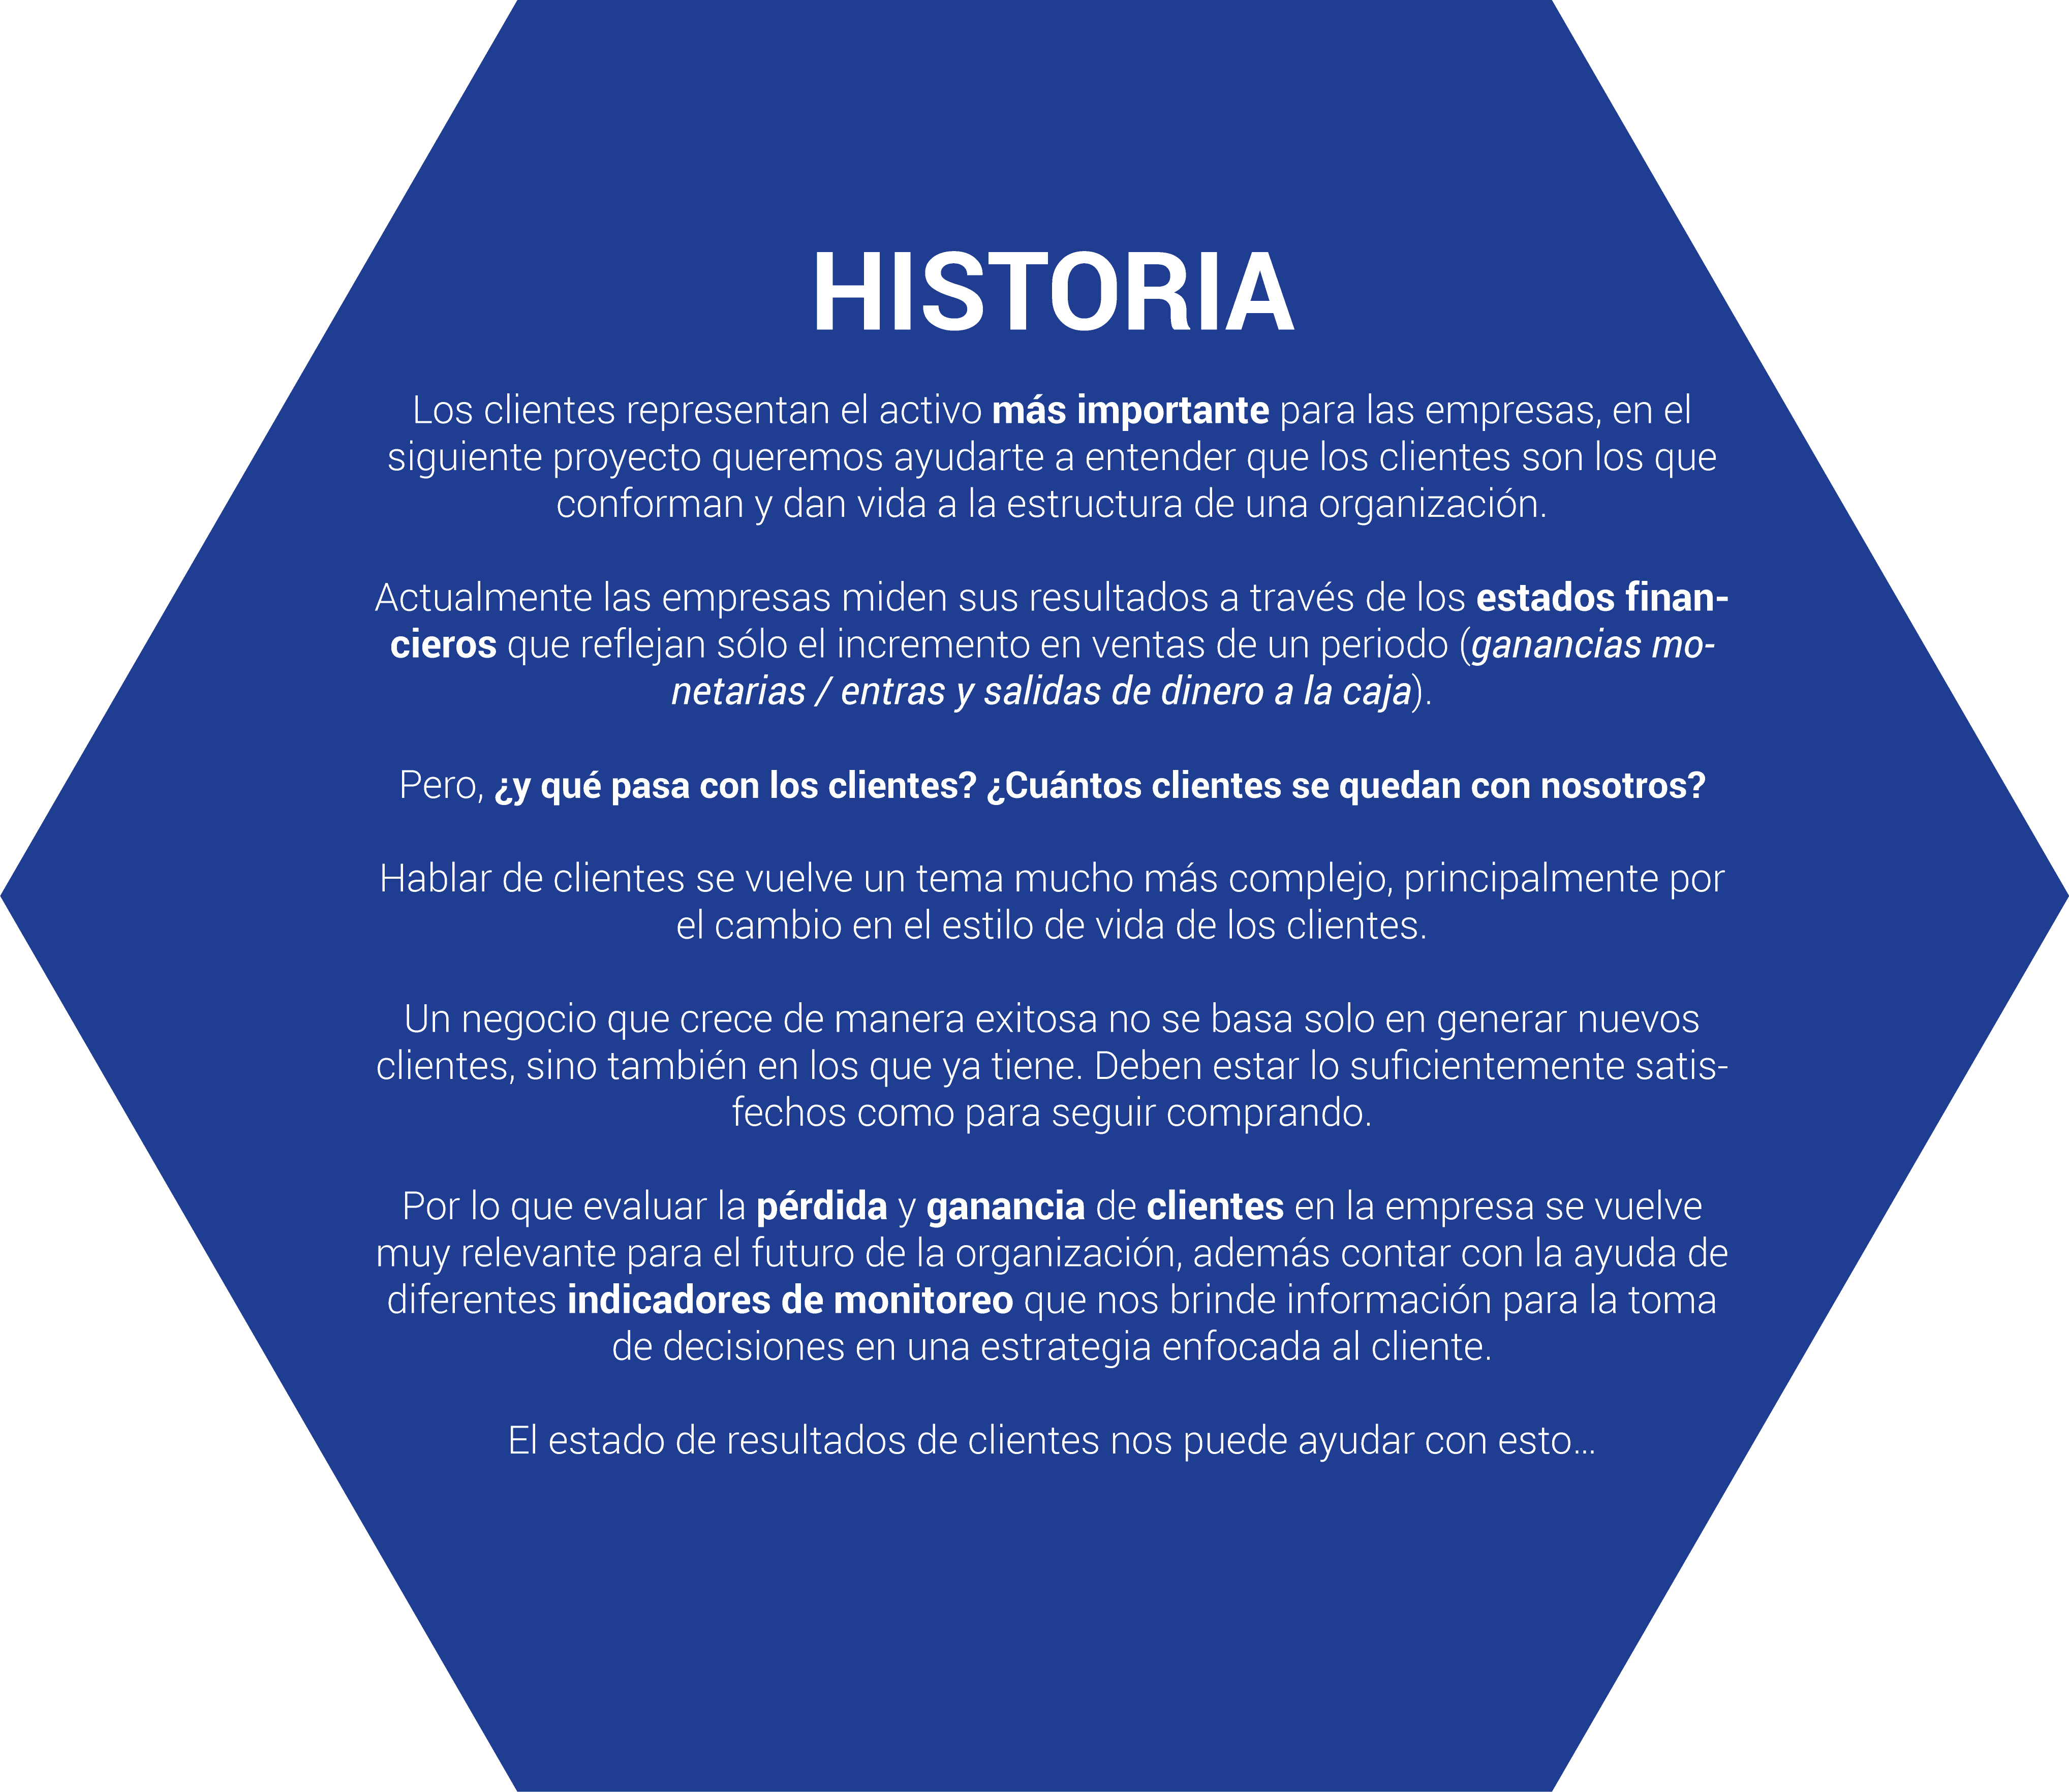 HISTORIA
Los clientes representan el activo más importante para las empresas, en el
siguiente proyecto queremos ayudarte a entender que los clientes son los que
conforman y dan vida a la estructura de una organización.
Actualmente las empresas miden sus resultados a través de los estados finan-
cieros que reflejan sólo el incremento en ventas de un periodo (ganancias mo-
netarias / entras y salidas de dinero a la caja).
Pero, ¿y qué pasa con los clientes? ¿Cuántos clientes se quedan con nosotros?
Hablar de clientes se vuelve un tema mucho más complejo, principalmente por
el cambio en el estilo de vida de los clientes.
Un negocio que crece de manera exitosa no se basa solo en generar nuevos
clientes, sino también en los que ya tiene. Deben estar lo suficientemente satis-
fechos como para seguir comprando.
Por lo que evaluar la pérdida y ganancia de clientes en la empresa se vuelve
muy relevante para el futuro de la organización, además contar con la ayuda de
diferentes indicadores de monitoreo que nos brinde información para la toma
de decisiones en una estrategia enfocada al cliente.
El estado de resultados de clientes nos puede ayudar con esto...